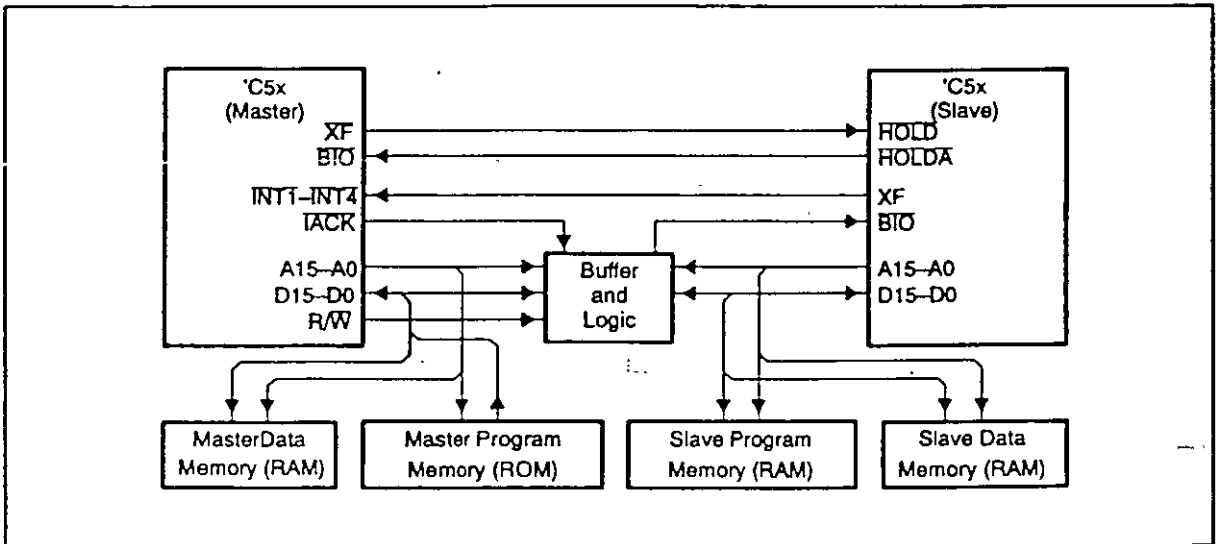 'C5x
(Master)
XF
BIO
INT1–INT4
IACK
A15–A0
D15–D0
R/W
'C5x
(Slave)
HOLD
HOLDA
XF
BIO
A15–A0
D15–D0
Buffer
and
Logic
MasterData
Memory (RAM)
Master Program
Memory (ROM)
Slave Program
Memory (RAM)
Slave Data
Memory (RAM)